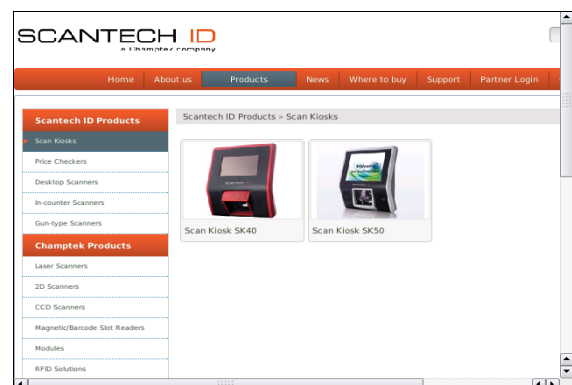 SCANTECH ID
a Champtek company
Home About us Products News Where to buy Support Partner Login
Scantech ID Products
Scan Kiosks
Price Checkers
Desktop Scanners
In-counter Scanners
Gun-type Scanners
Champtek Products
Laser Scanners
2D Scanners
CCD Scanners
Magnetic/Barcode Slot Readers
Modules
RFID Solutions
Scantech ID Products » Scan Kiosks
SCANTECH
Scan Kiosk SK40
Scan Kiosk SK50